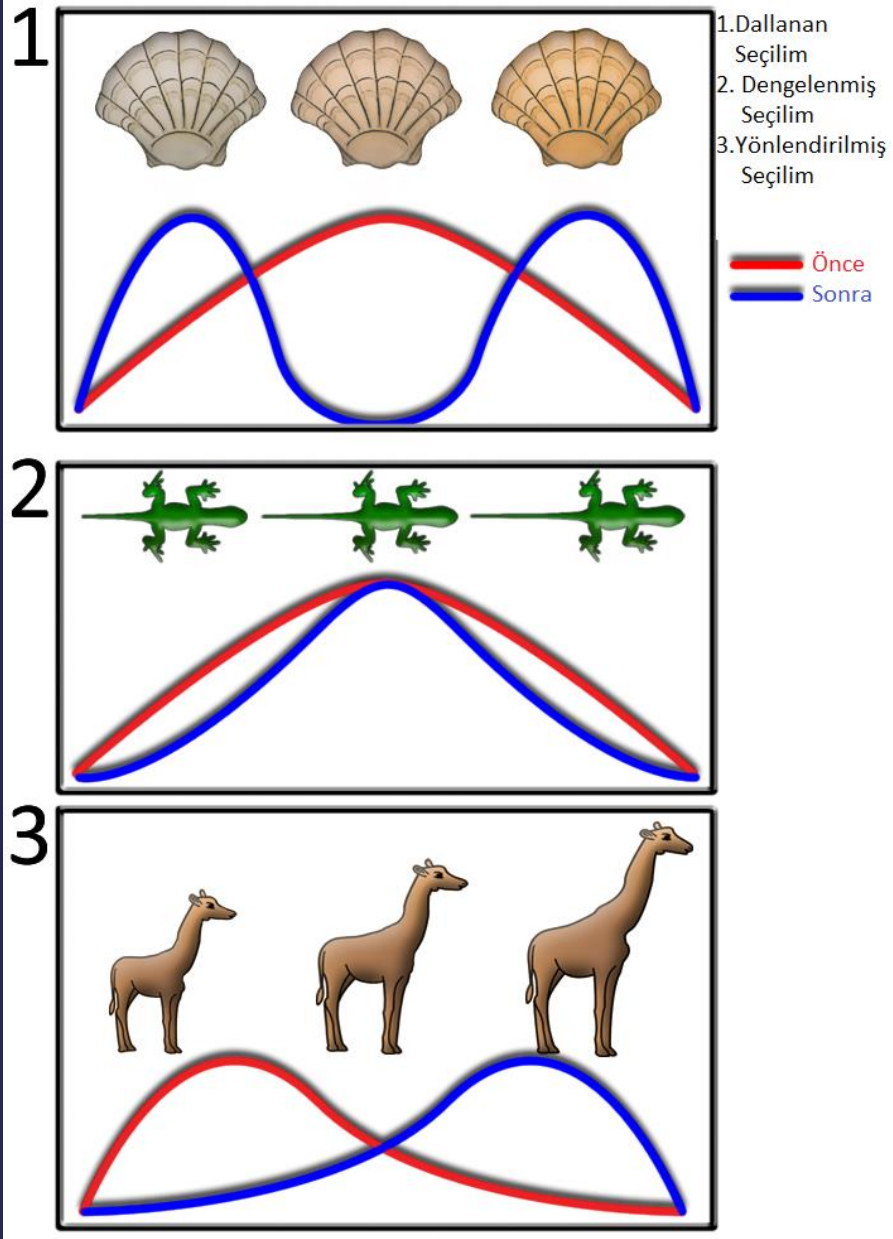 1
1.Dallanan
Seçilim
2. Dengelenmiş
Seçilim
3.Yönlendirilmiş
Seçilim
Önce
Sonra
2
3